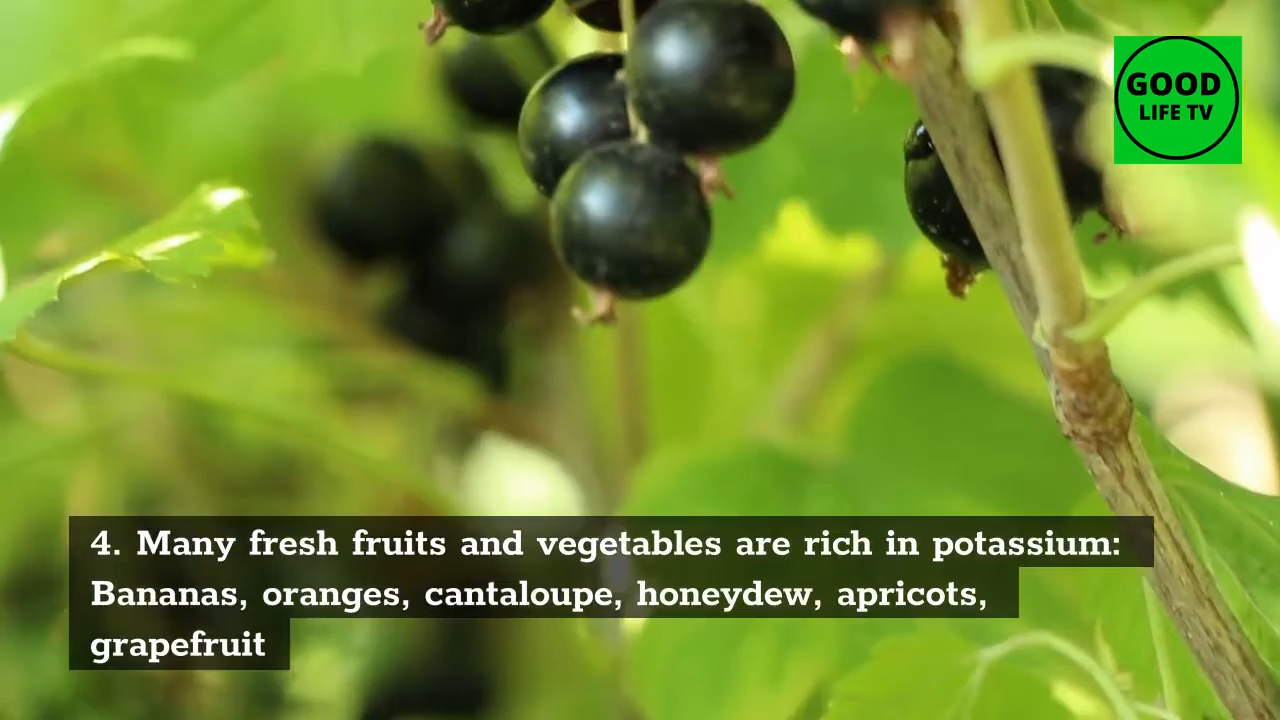 GOOD
LIFE TV
4. Many fresh fruits and vegetables are rich in potassium:
Bananas, oranges, cantaloupe, honeydew, apricots,
grapefruit